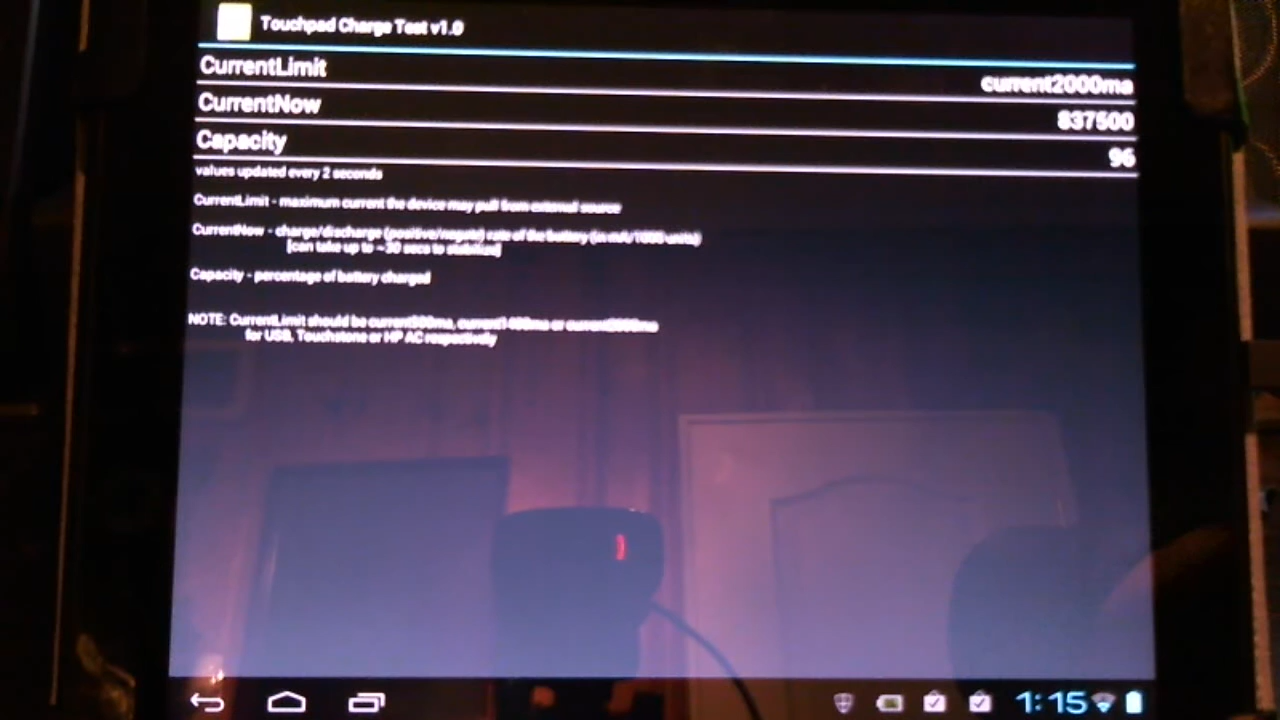 Touchpad Charge Test v1.0
CurrentLimit
current2000ma
CurrentNow
837500
Capacity
96
values updated every 2 seconds
CurrentLimit - maximum current the device may pull from external source
CurrentNow - charge/discharge (positive/negate) rate of the battery (in mA/1000 units)
[can take up to ~30 secs to stabilise]
Capacity - percentage of battery charged
NOTE: CurrentLimit should be current500ma, current1400ma or current2000ma
for USB, Touchstone or HP AC respectively
1:15